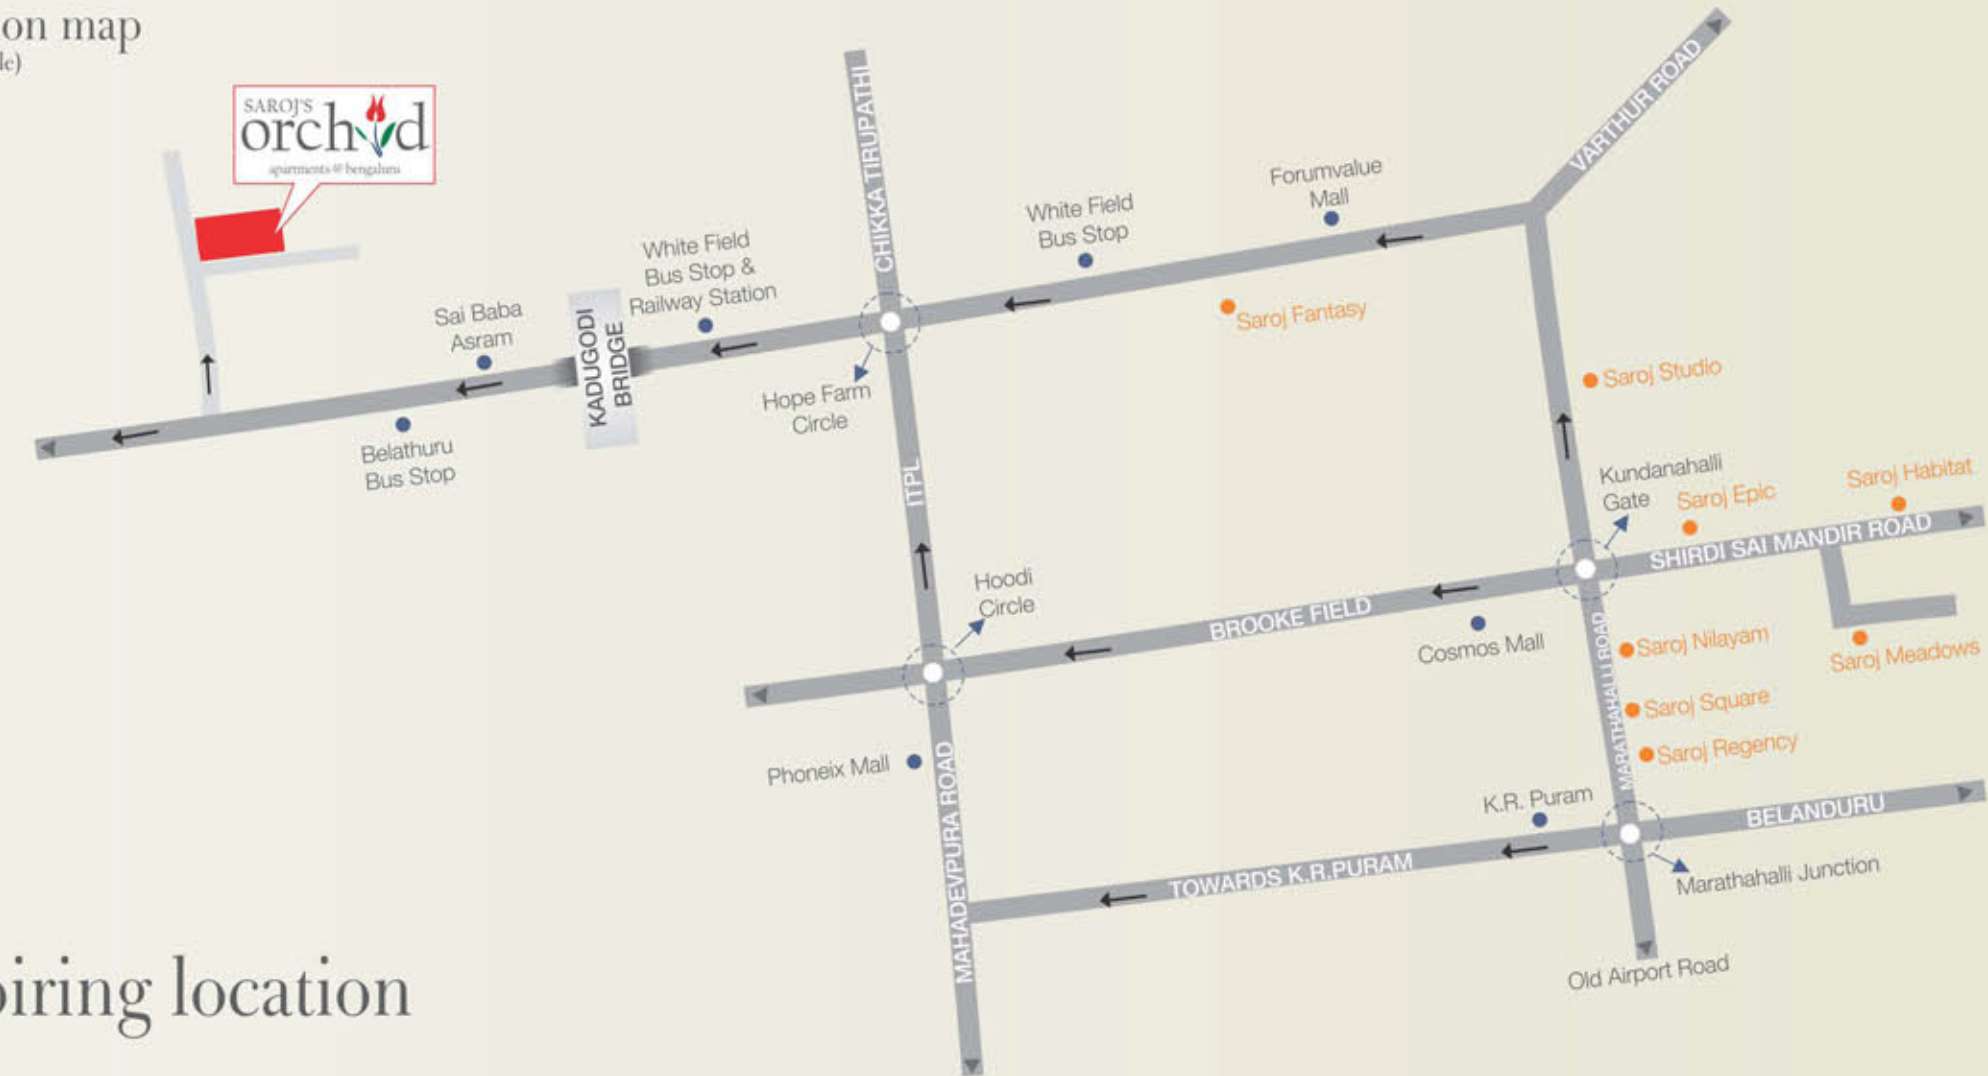 on map
le)
SAROJ'S
orchid
apartments @ bengaluru
CHIKKA TIRUPATHI
VARTHUR ROAD
Forumvalue
Mall
White Field
Bus Stop
White Field
Bus Stop &
Railway Station
Sai Baba
Asram
KADUGODI
BRIDGE
Saroj Fantasy
Hope Farm
Circle
Saroj Studio
Belathuru
Bus Stop
ITPL
Kundanahalli
Gate
Saroj Epic
Saroj Habitat
SHIRDI SAI MANDIR ROAD
Hoodi
Circle
BROOKE FIELD
Cosmos Mall
MARATHAHALLI ROAD
Saroj Nilayam
Saroj Meadows
Saroj Square
Saroj Regency
Phoneix Mall
MAHADEVPURA ROAD
K.R. Puram
BELANDURU
TOWARDS K.R.PURAM
Marathahalli Junction
Old Airport Road
piring location